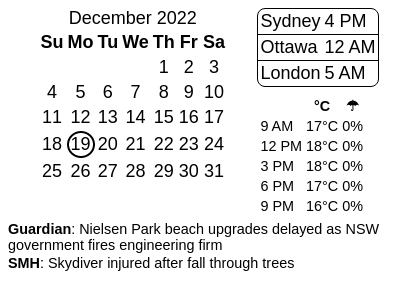 December 2022
Su Mo Tu We Th Fr Sa
1 2 3
4 5 6 7 8 9 10
11 12 13 14 15 16 17
18 19 20 21 22 23 24
25 26 27 28 29 30 31
Sydney 4 PM
Ottawa 12 AM
London 5 AM
°C ☂
9 AM 17°C 0%
12 PM 18°C 0%
3 PM 18°C 0%
6 PM 17°C 0%
9 PM 16°C 0%
Guardian: Nielsen Park beach upgrades delayed as NSW
government fires engineering firm
SMH: Skydiver injured after fall through trees